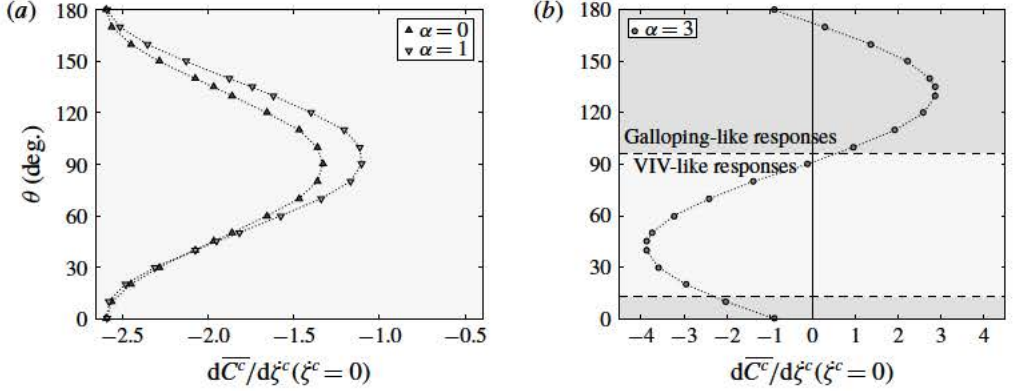 (a)
180
150
120
90
60
30
0
θ (deg.)
α = 0
α = 1
−2.5
−2.0
−1.5
−1.0
−0.5
dC̅ᶜ/dζ̇ᶜ(ζ̇ᶜ = 0)
(b)
180
150
120
90
60
30
0
α = 3
Galloping-like responses
VIV-like responses
−4
−3
−2
−1
0
1
2
3
4
dC̅ᶜ/dζ̇ᶜ(ζ̇ᶜ = 0)